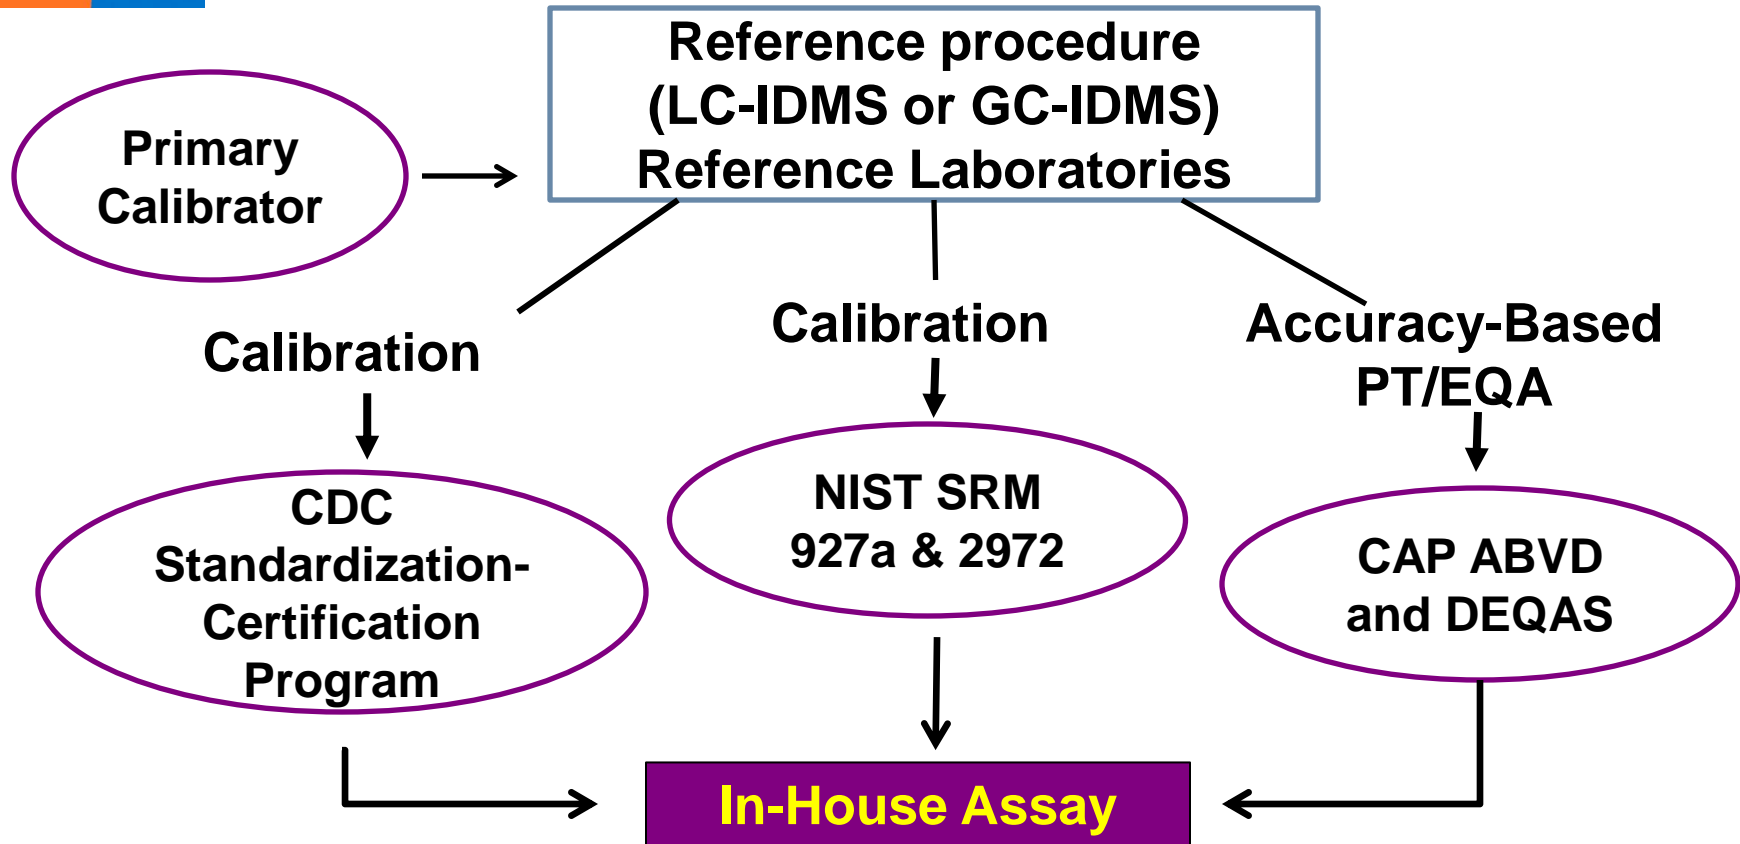 Reference procedure
(LC-IDMS or GC-IDMS)
Reference Laboratories
Primary
Calibrator
Calibration
Calibration
Accuracy-Based
PT/EQA
CDC
Standardization-
Certification
Program
NIST SRM
927a & 2972
CAP ABVD
and DEQAS
In-House Assay